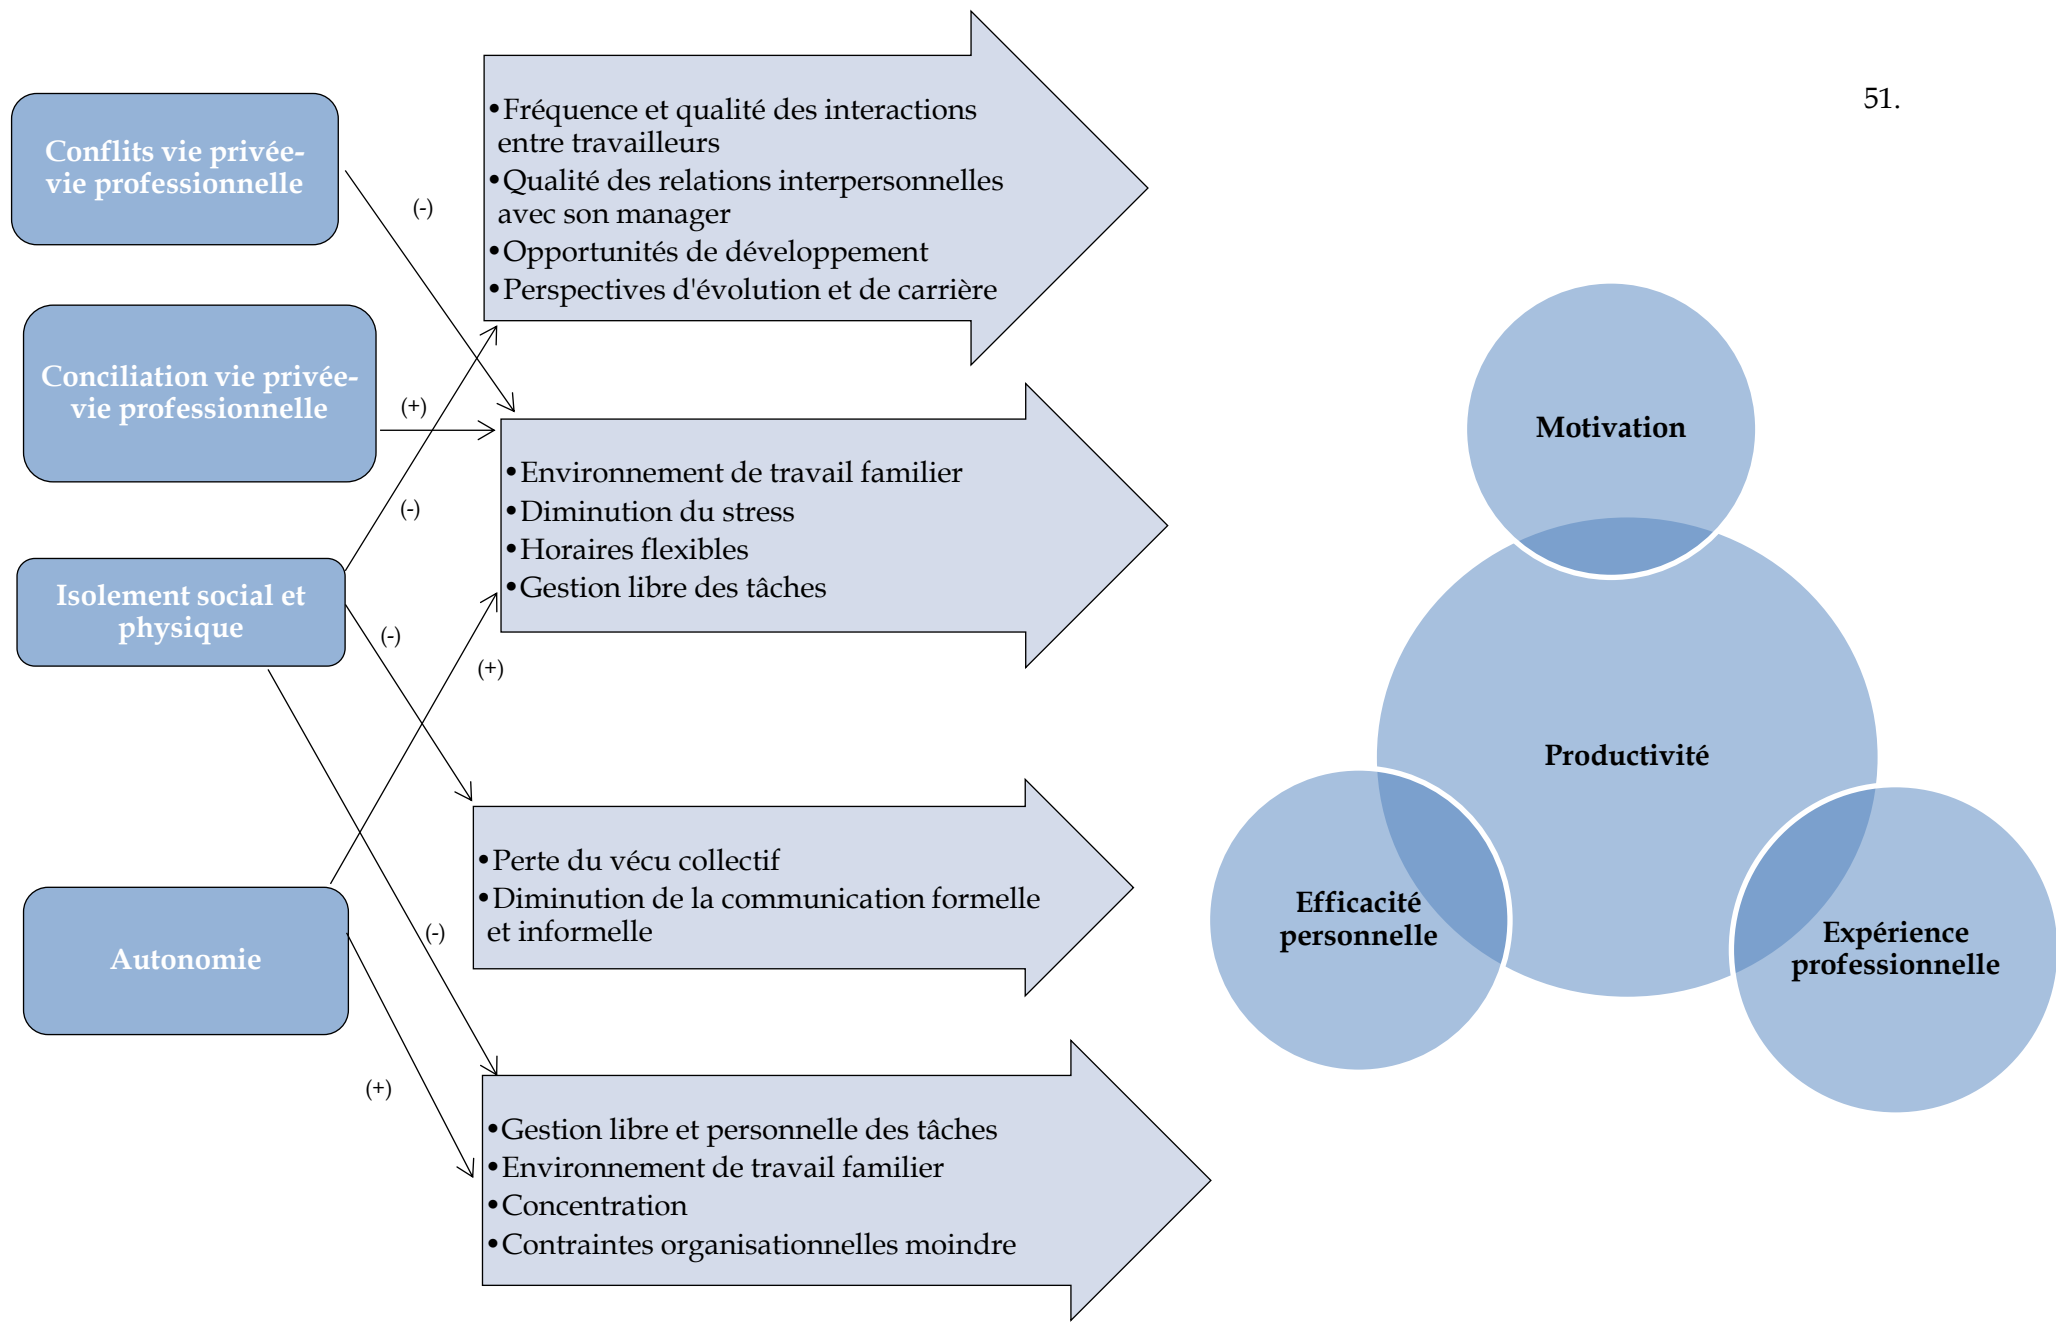 51.
Conflits vie privée-
vie professionnelle
Conciliation vie privée-
vie professionnelle
Isolement social et
physique
Autonomie
(-)
(+)
(-)
(-)
(+)
(-)
(+)
•Fréquence et qualité des interactions
entre travailleurs
•Qualité des relations interpersonnelles
avec son manager
•Opportunités de développement
•Perspectives d'évolution et de carrière
•Environnement de travail familier
•Diminution du stress
•Horaires flexibles
•Gestion libre des tâches
•Perte du vécu collectif
•Diminution de la communication formelle
et informelle
•Gestion libre et personnelle des tâches
•Environnement de travail familier
•Concentration
•Contraintes organisationnelles moindre
Motivation
Productivité
Efficacité
personnelle
Expérience
professionnelle